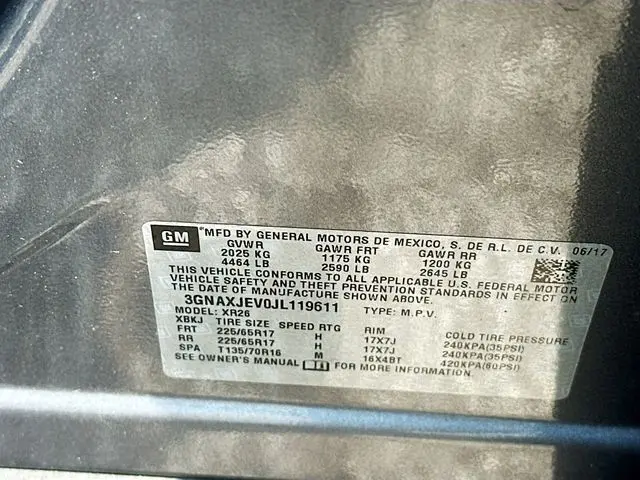 GM MFD BY GENERAL MOTORS DE MEXICO, S. DE R.L. DE C.V. 06/17
GVWR GAWR FRT GAWR RR
2025 KG 1175 KG 1200 KG
4464 LB 2590 LB 2645 LB
THIS VEHICLE CONFORMS TO ALL APPLICABLE U.S. FEDERAL MOTOR
VEHICLE SAFETY AND THEFT PREVENTION STANDARDS IN EFFECT ON
THE DATE OF MANUFACTURE SHOWN ABOVE.
3GNAXJEV0JL119611 TYPE: M.P.V.
MODEL: XR26
XBKJ TIRE SIZE SPEED RTG RIM COLD TIRE PRESSURE
FRT 225/65R17 H 17X7J 240KPA(35PSI)
RR 225/65R17 H 17X7J 240KPA(35PSI)
SPA T135/70R16 M 16X4BT 420KPA(60PSI)
SEE OWNER'S MANUAL FOR MORE INFORMATION.